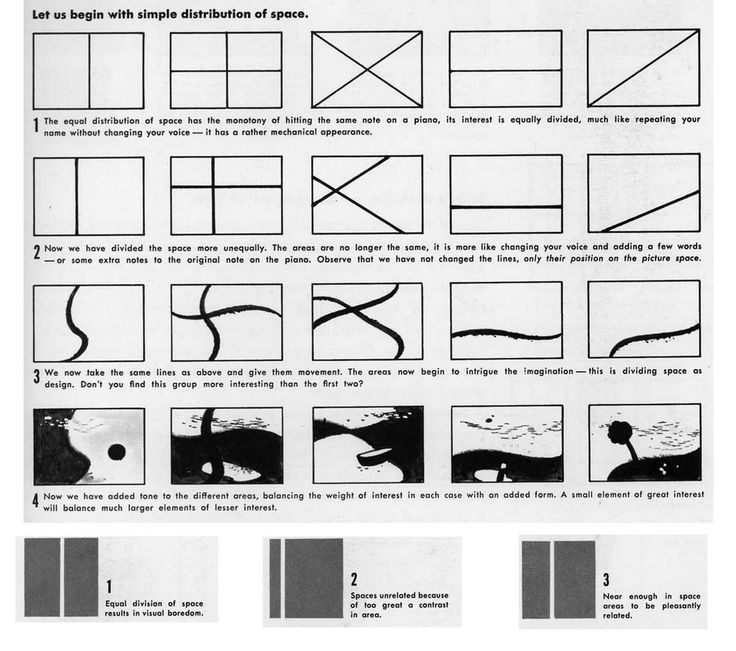 Let us begin with simple distribution of space.
1 The equal distribution of space has the monotony of hitting the same note on a piano, its interest is equally divided, much like repeating your
name without changing your voice — it has a rather mechanical appearance.
2 Now we have divided the space more unequally. The areas are no longer the same, it is more like changing your voice and adding a few words
— or some extra notes to the original note on the piano. Observe that we have not changed the lines, only their position on the picture space.
3 We now take the same lines as above and give them movement. The areas now begin to intrigue the imagination — this is dividing space as
design. Don't you find this group more interesting than the first two?
4 Now we have added tone to the different areas, balancing the weight of interest in each case with an added form. A small element of great interest
will balance much larger elements of lesser interest.
1
Equal division of space
results in visual boredom.
2
Spaces unrelated because
of too great a contrast
in area.
3
Near enough in space
areas to be pleasantly
related.